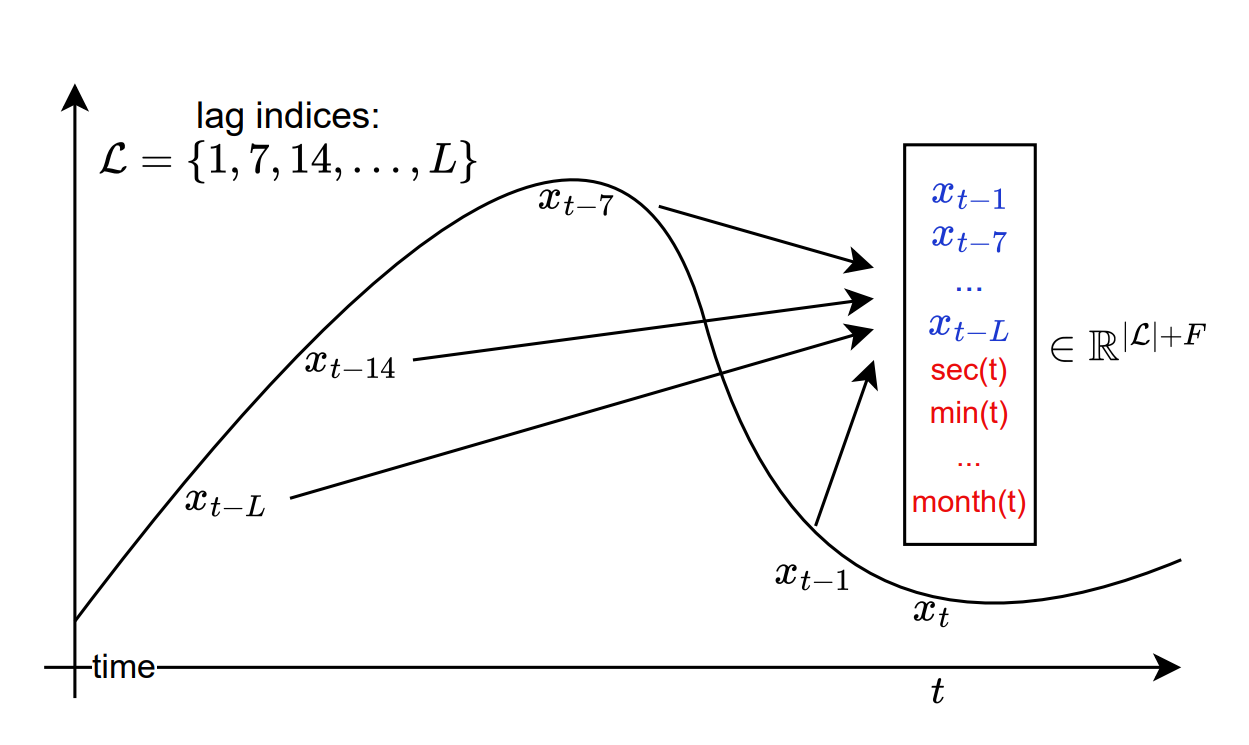 lag indices:
ℒ = {1, 7, 14, . . . , L}
x_{t−7}
x_{t−14}
x_{t−L}
x_{t−1}
x_t
x_{t−1}
x_{t−7}
...
x_{t−L}
sec(t)
min(t)
...
month(t)
∈ ℝ^{|ℒ|+F}
time
t